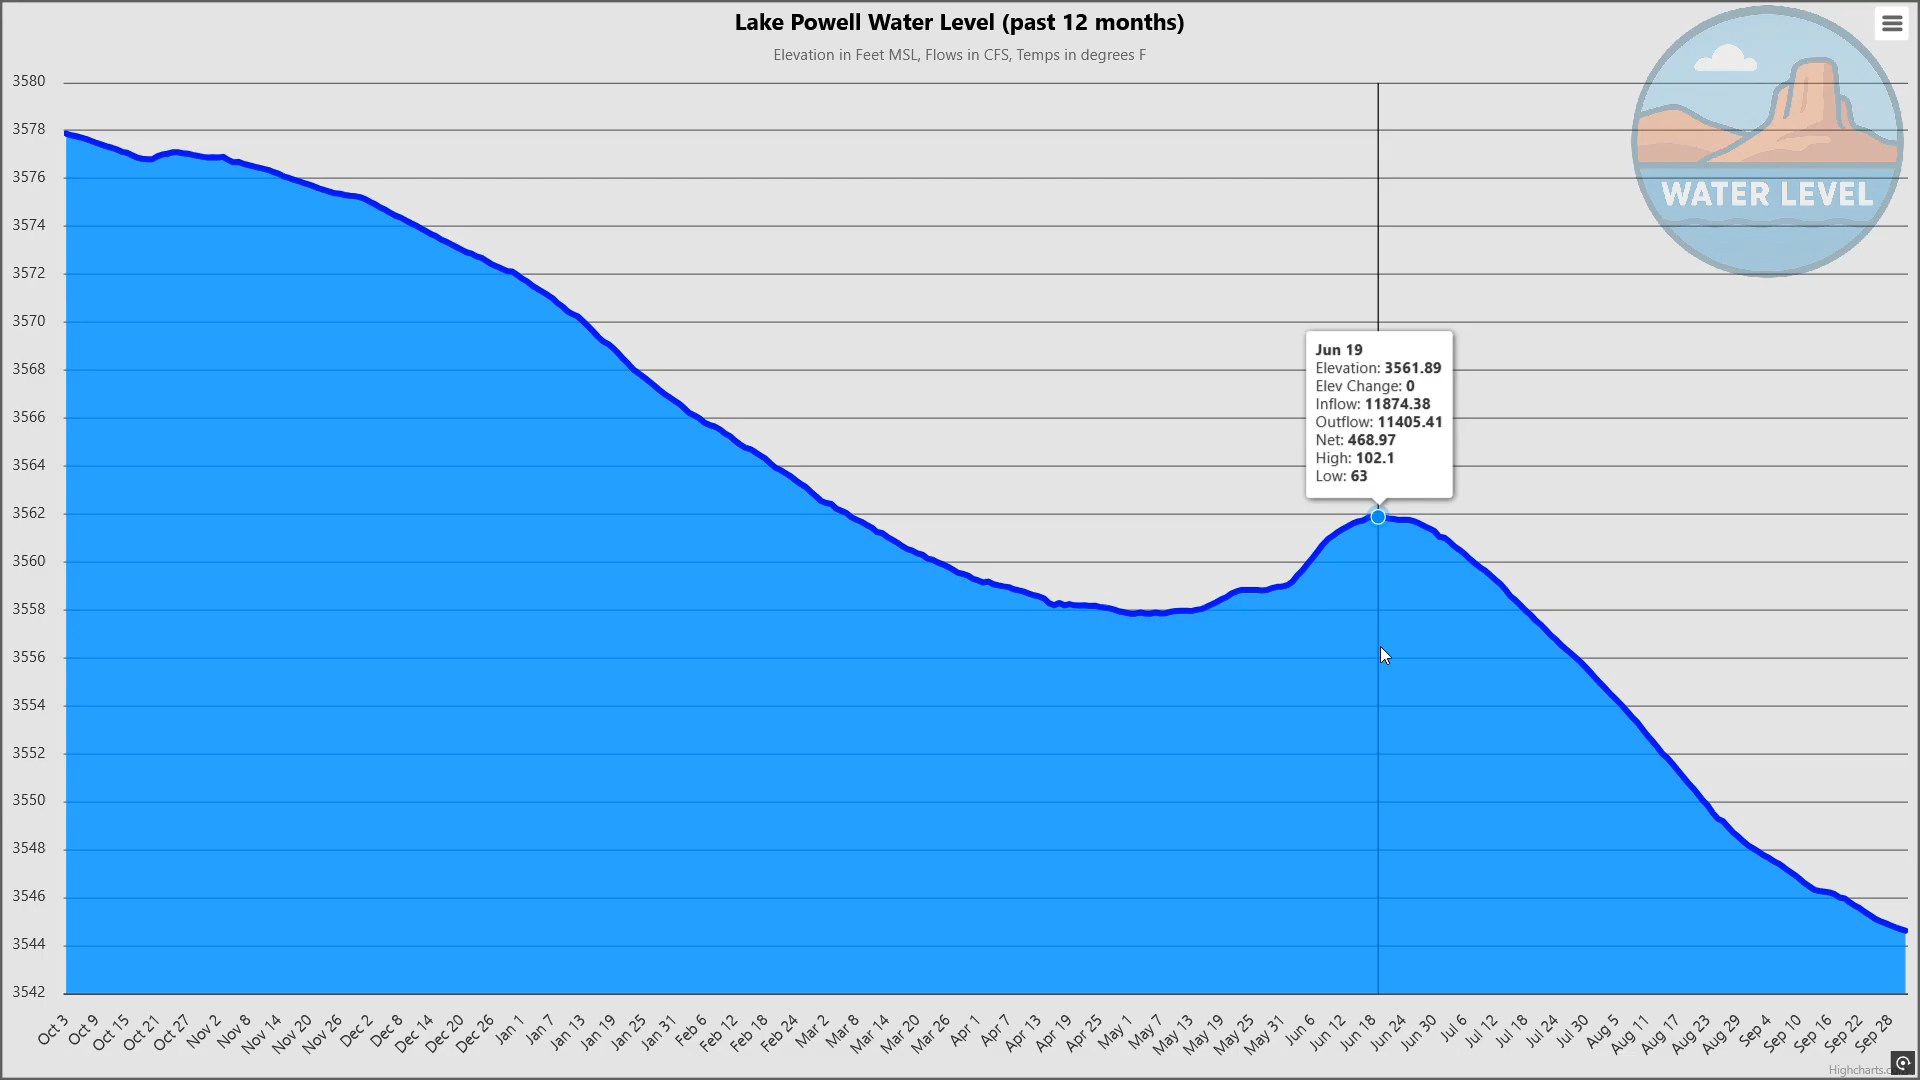 Lake Powell Water Level (past 12 months)
Elevation in Feet MSL, Flows in CFS, Temps in degrees F
WATER LEVEL
3580
3578
3576
3574
3572
3570
3568
3566
3564
3562
3560
3558
3556
3554
3552
3550
3548
3546
3544
3542
Jun 19
Elevation: 3561.89
Elev Change: 0
Inflow: 11874.38
Outflow: 11405.41
Net: 468.97
High: 102.1
Low: 63
Oct 3
Oct 9
Oct 15
Oct 21
Oct 27
Nov 2
Nov 8
Nov 14
Nov 20
Nov 26
Dec 2
Dec 8
Dec 14
Dec 20
Dec 26
Jan 1
Jan 7
Jan 13
Jan 19
Jan 25
Jan 31
Feb 6
Feb 12
Feb 18
Feb 24
Mar 2
Mar 8
Mar 14
Mar 20
Mar 26
Apr 1
Apr 7
Apr 13
Apr 19
Apr 25
May 1
May 7
May 13
May 19
May 25
May 31
Jun 6
Jun 12
Jun 18
Jun 24
Jun 30
Jul 6
Jul 12
Jul 18
Jul 24
Jul 30
Aug 5
Aug 11
Aug 17
Aug 23
Aug 29
Sep 4
Sep 10
Sep 16
Sep 22
Sep 28